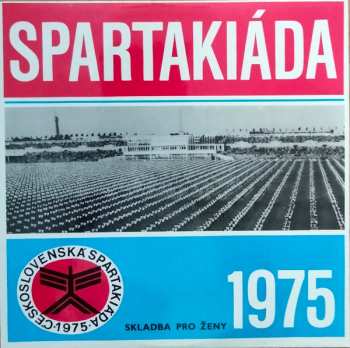 SPARTAKIÁDA
ČESKOSLOVENSKÁ SPARTAKIÁDA
1975
SKLADBA PRO ŽENY
1975